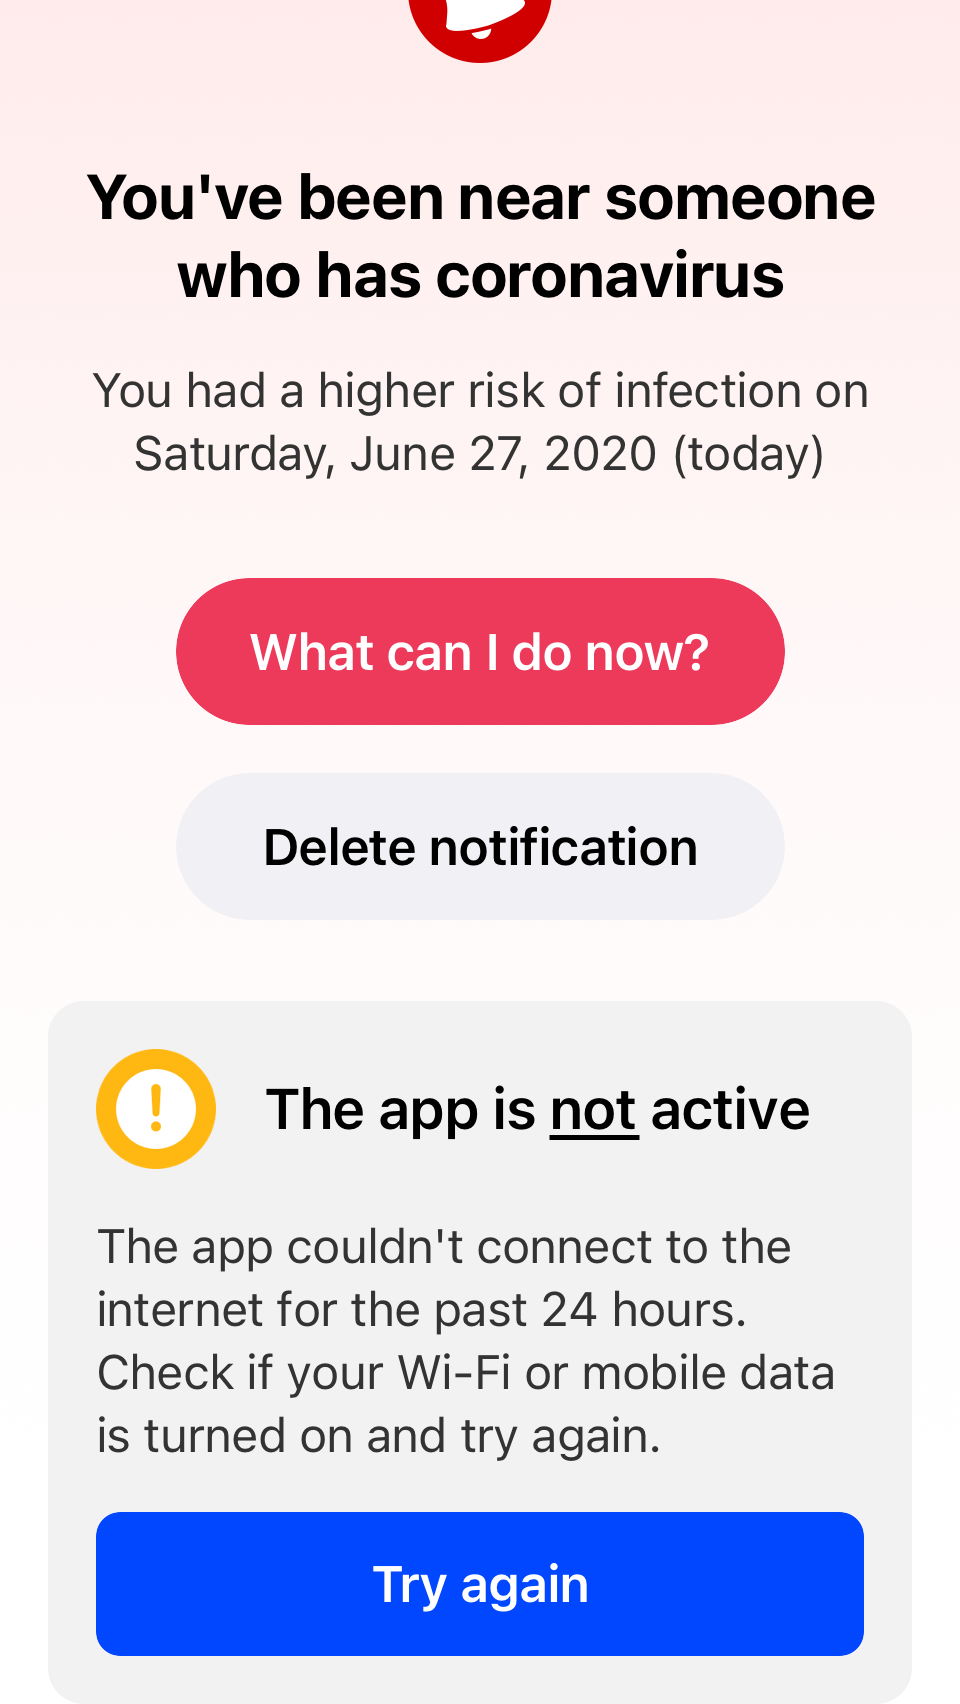 You've been near someone
who has coronavirus
You had a higher risk of infection on
Saturday, June 27, 2020 (today)
What can I do now?
Delete notification
The app is not active
The app couldn't connect to the
internet for the past 24 hours.
Check if your Wi-Fi or mobile data
is turned on and try again.
Try again